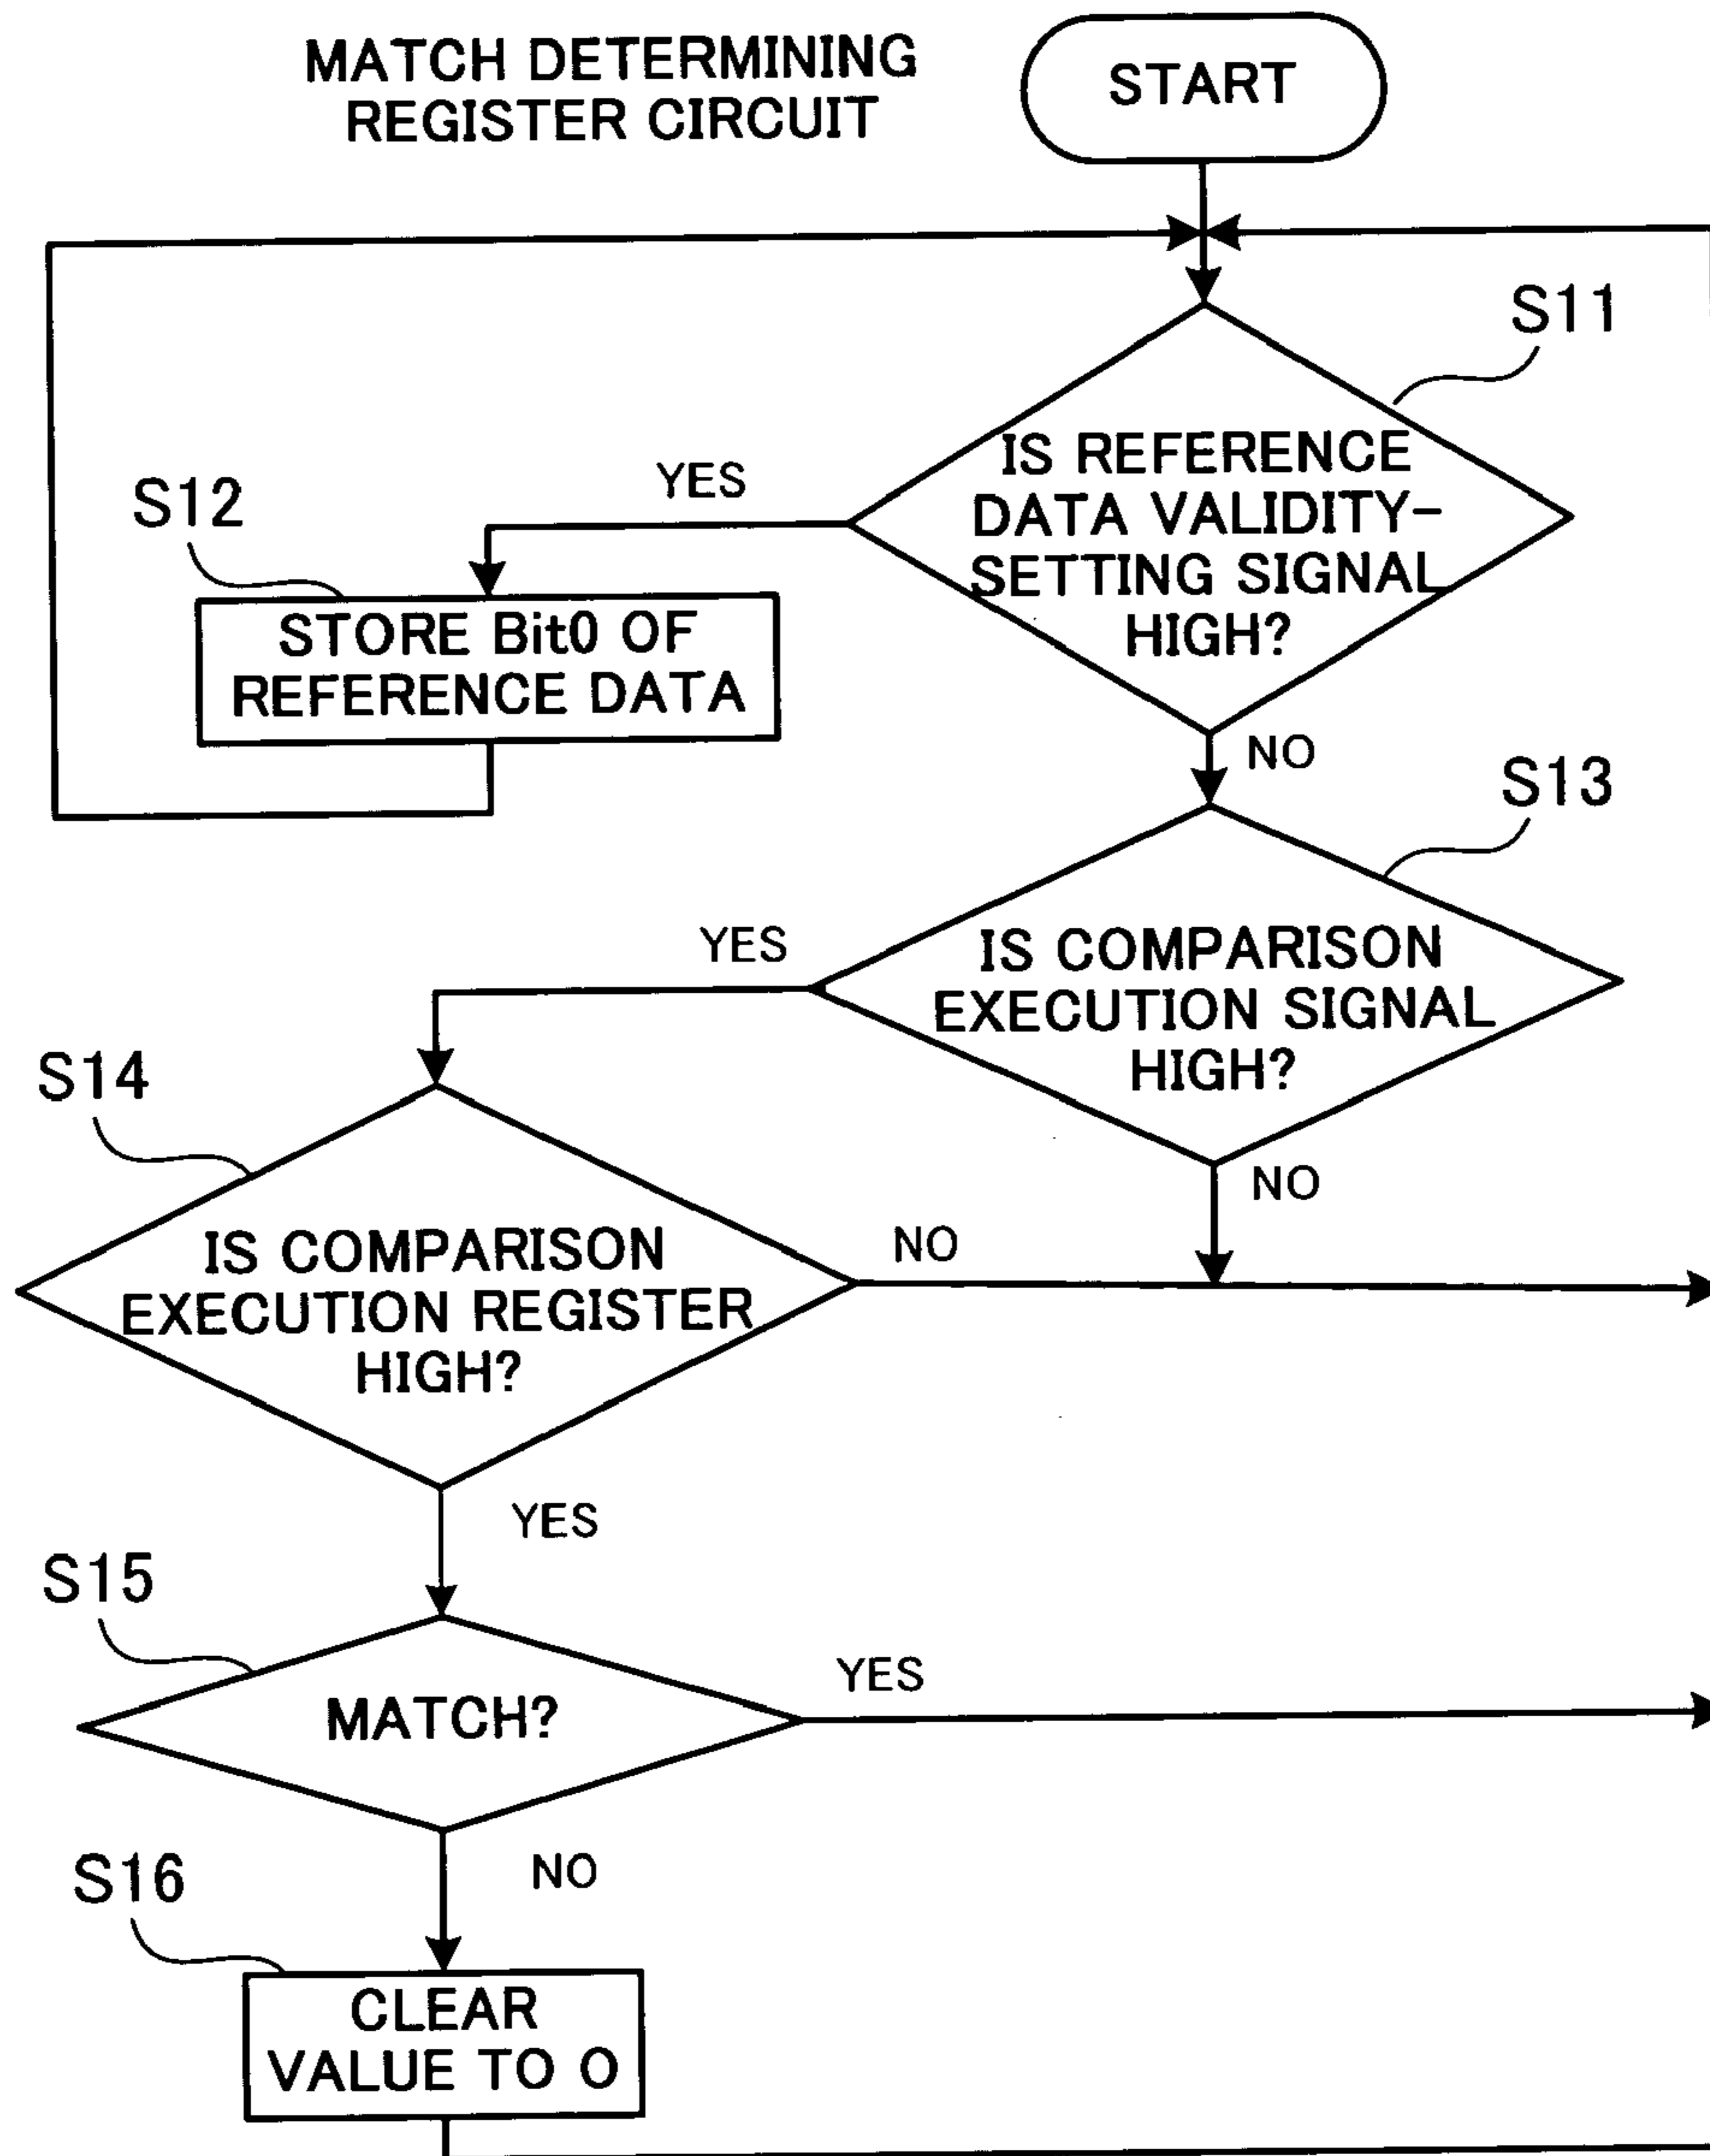 MATCH DETERMINING
REGISTER CIRCUIT
START
S11
IS REFERENCE
DATA VALIDITY-
SETTING SIGNAL
HIGH?
YES
S12
STORE Bit0 OF
REFERENCE DATA
NO
S13
IS COMPARISON
EXECUTION SIGNAL
HIGH?
YES
NO
S14
IS COMPARISON
EXECUTION REGISTER
HIGH?
NO
YES
S15
MATCH?
YES
NO
S16
CLEAR
VALUE TO 0